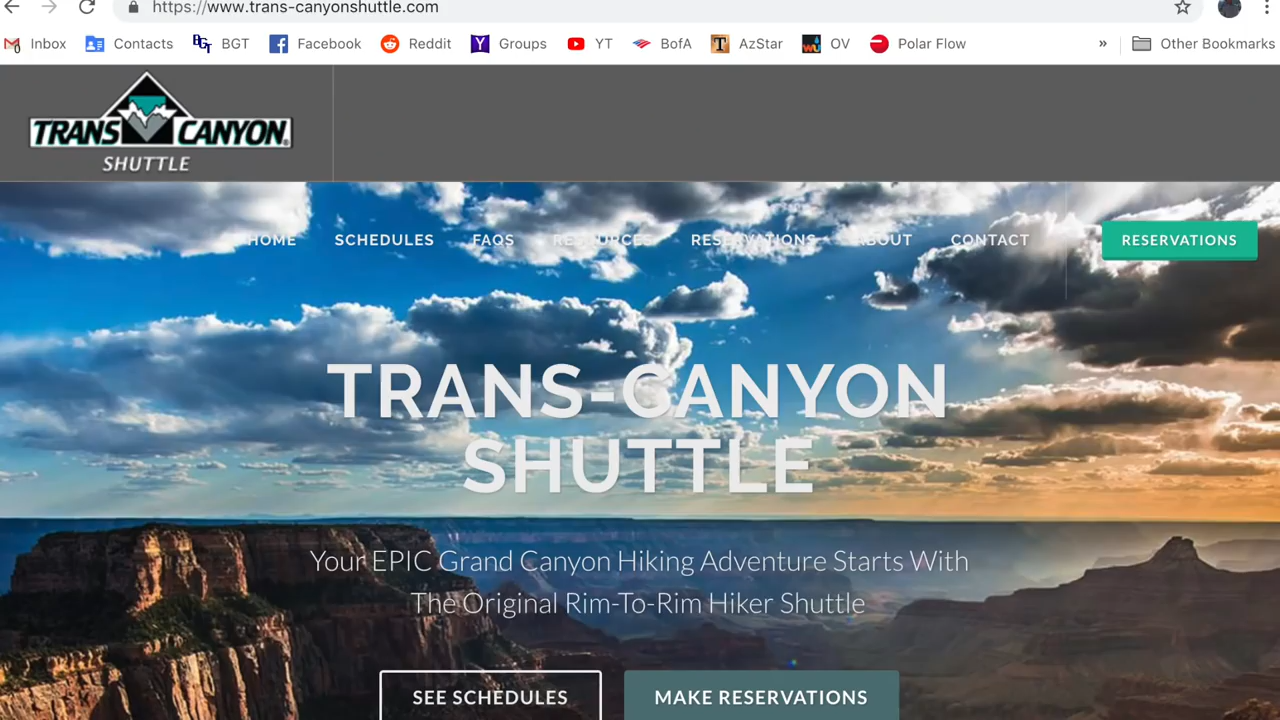 https://www.trans-canyonshuttle.com
Inbox Contacts BGT Facebook Reddit Groups YT BofA AzStar OV Polar Flow » Other Bookmarks
TRANS CANYON
SHUTTLE
HOME SCHEDULES FAQS RESOURCES RESERVATIONS ABOUT CONTACT RESERVATIONS
TRANS-CANYON
SHUTTLE
Your EPIC Grand Canyon Hiking Adventure Starts With
The Original Rim-To-Rim Hiker Shuttle
SEE SCHEDULES MAKE RESERVATIONS